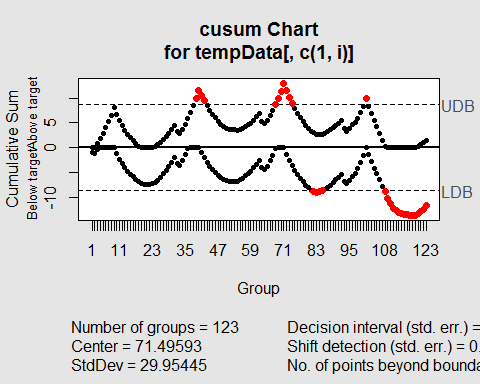 cusum Chart
for tempData[, c(1, i)]
Cumulative Sum
Below target
Above target
5
-10
UDB
LDB
1 11 23 35 47 59 71 83 95 108 123
Group
Number of groups = 123
Center = 71.49593
StdDev = 29.95445
Decision interval (std. err.) =
Shift detection (std. err.) = 0.
No. of points beyond bounda